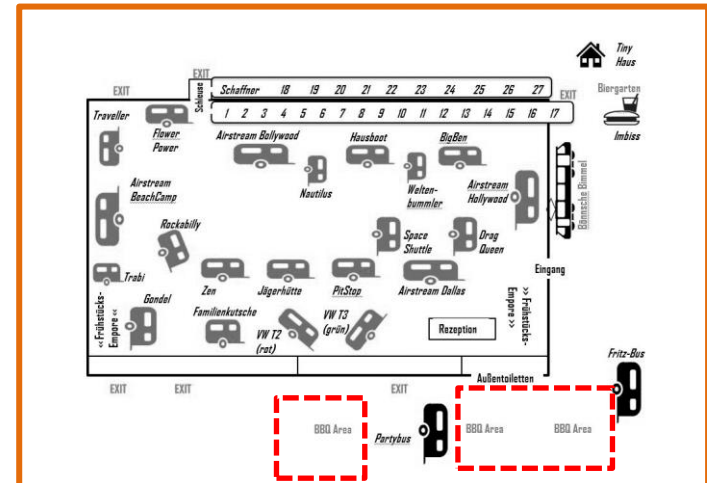 Tiny
Haus
EXIT
Schaffner 18 19 20 21 22 23 24 25 26 27
Schleuse
EXIT
EXIT
Biergarten
1 2 3 4 5 6 7 8 9 10 11 12 13 14 15 16 17
Imbiss
Traveller
Flower
Power
Airstream Bollywood
Hausboot
BigBen
Nautilus
Welten-
bummler
Airstream
Hollywood
Bönnsche Bimmel
Airstream
BeachCamp
Rockabilly
Space
Shuttle
Drag
Queen
Eingang
Trabi
Zen
Jägerhütte
PitStop
Airstream Dallas
<< Frühstücks-
Empore <<
Gondel
Familienkutsche
VW T2
(rot)
VW T3
(grün)
Rezeption
>> Frühstücks-
Empore >>
Fritz-Bus
Außentoiletten
EXIT
EXIT
EXIT
BBQ Area
Partybus
BBQ Area
BBQ Area